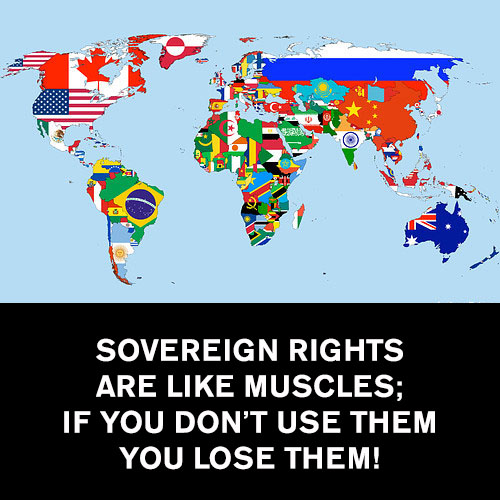 SOVEREIGN RIGHTS
ARE LIKE MUSCLES;
IF YOU DON'T USE THEM
YOU LOSE THEM!